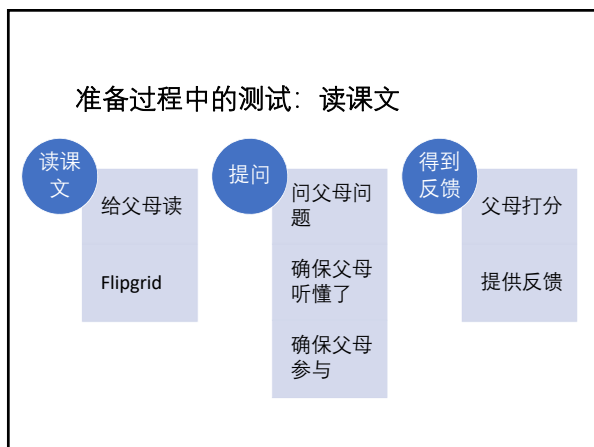 准备过程中的测试：读课文
读课
文
给父母读
Flipgrid
提问
问父母问
题
确保父母
听懂了
确保父母
参与
得到
反馈
父母打分
提供反馈